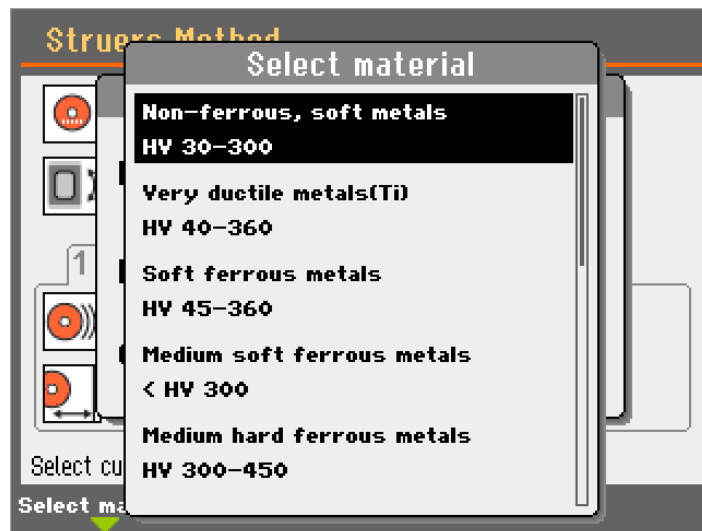 Struers Method
Select material
Non-ferrous, soft metals
HV 30-300
Very ductile metals(Ti)
HV 40-360
Soft ferrous metals
HV 45-360
Medium soft ferrous metals
< HV 300
Medium hard ferrous metals
HV 300-450
1
Select cu
Select ma